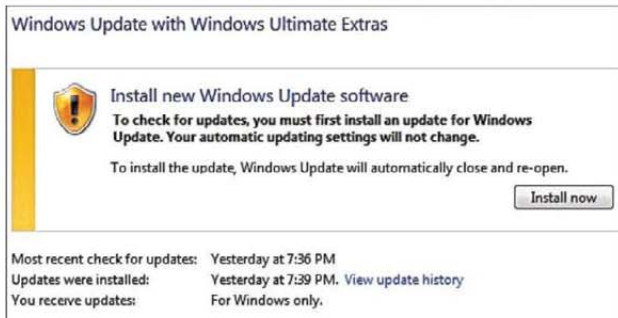 Windows Update with Windows Ultimate Extras
Install new Windows Update software
To check for updates, you must first install an update for Windows
Update. Your automatic updating settings will not change.
To install the update, Windows Update will automatically close and re-open.
Install now
Most recent check for updates: Yesterday at 7:36 PM
Updates were installed: Yesterday at 7:39 PM. View update history
You receive updates: For Windows only.